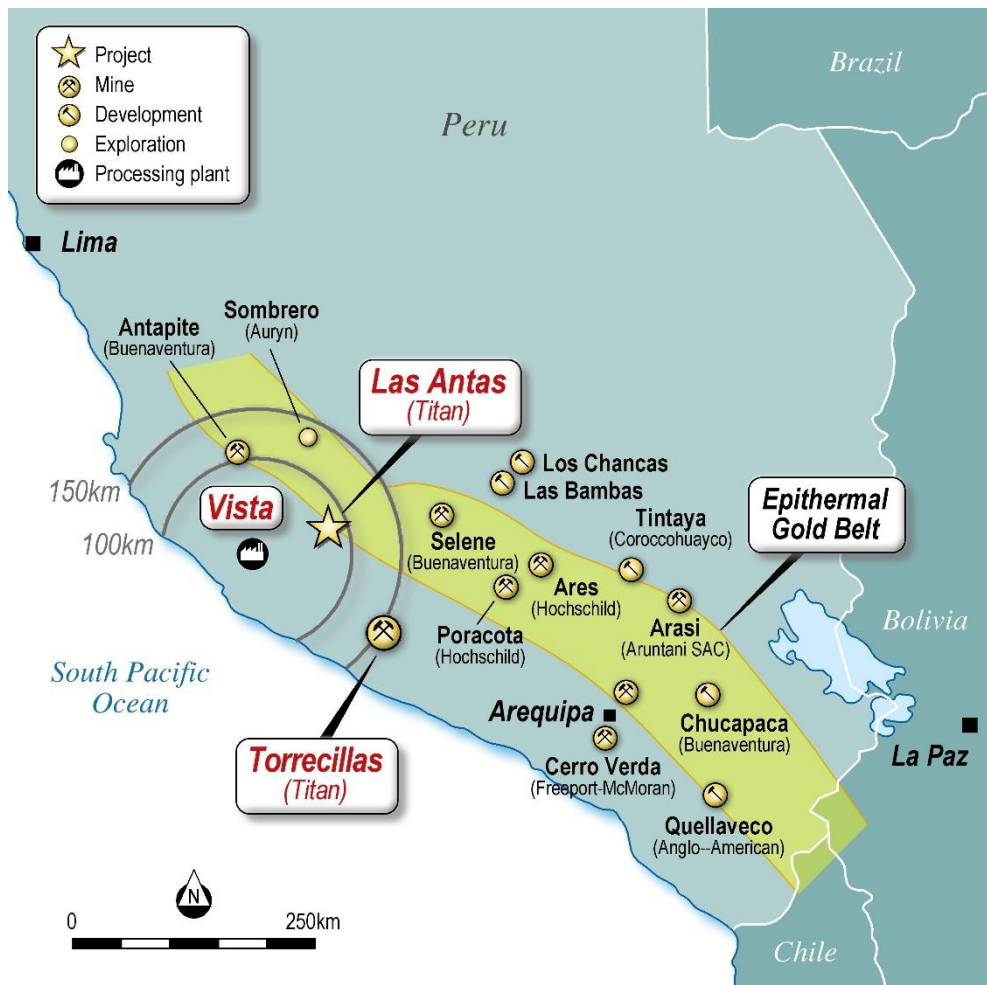 Project
Mine
Development
Exploration
Processing plant
Brazil
Peru
Lima
Sombrero
(Auryn)
Antapite
(Buenaventura)
Las Antas
(Titan)
150km
100km
Vista
Los Chancas
Las Bambas
Epithermal
Gold Belt
Tintaya
(Coroccohuayco)
Selene
(Buenaventura)
Ares
(Hochschild)
Poracota
(Hochschild)
Arasi
(Aruntani SAC)
Bolivia
South Pacific
Ocean
Arequipa
Chucapaca
(Buenaventura)
La Paz
Torrecillas
(Titan)
Cerro Verda
(Freeport-McMoran)
Quellaveco
(Anglo--American)
N
0
250km
Chile